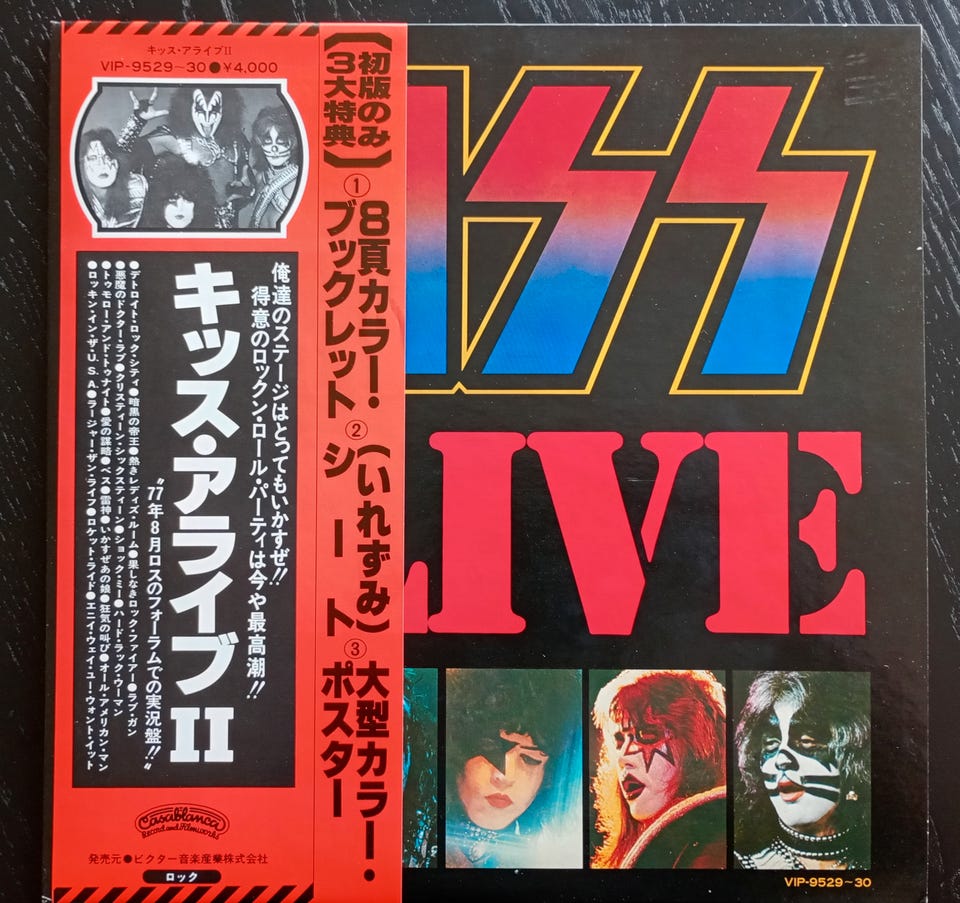 キッス・アライブII
VIP-9529〜30●¥4,000
【初版のみ
3大特典】
①8頁カラー・
ブックレット
②(いれずみ)
シート
③大型カラー・
ポスター
俺達のステージはとってもいかすぜ!!
得意のロックン・ロール・パーティは今や最高潮!!
キッス・アライブII
"77年8月ロスのフォーラムでの実況盤!!"
●デトロイト・ロック・シティ●暗黒の帝王●熱きレディズ・ルーム●果しなきロック・ファイアー●ラブ・ガン
●悪魔のドクター・ラブ●クリスティーン・シックスティーン●ショック・ミー●ハード・ラック・ウーマン
●トゥモロー・アンド・トゥナイト●愛の謀略●ベス●雷神●いかすぜあの娘●狂気の叫び●オール・アメリカン・マン
●ロッキン・イン・ザ・U.S.A●ラージャー・ザン・ライフ●ロケット・ライド●エニィ・ウェイ・ユー・ウォント・イット
Casablanca
Record and Filmworks
発売元●ビクター音楽産業株式会社
ロック
KISS
ALIVE
VIP-9529〜30